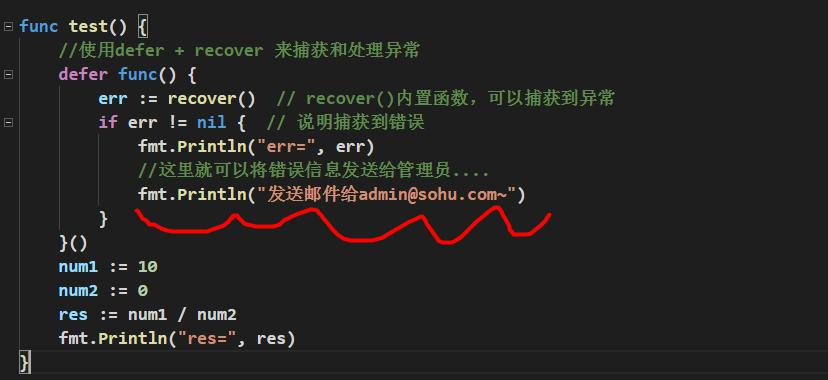 func test() {
//使用defer + recover 来捕获和处理异常
defer func() {
err := recover()  // recover()内置函数，可以捕获到异常
if err != nil {  // 说明捕获到错误
fmt.Println("err=", err)
//这里就可以将错误信息发送给管理员....
fmt.Println("发送邮件给admin@sohu.com~")
}
}()
num1 := 10
num2 := 0
res := num1 / num2
fmt.Println("res=", res)
}